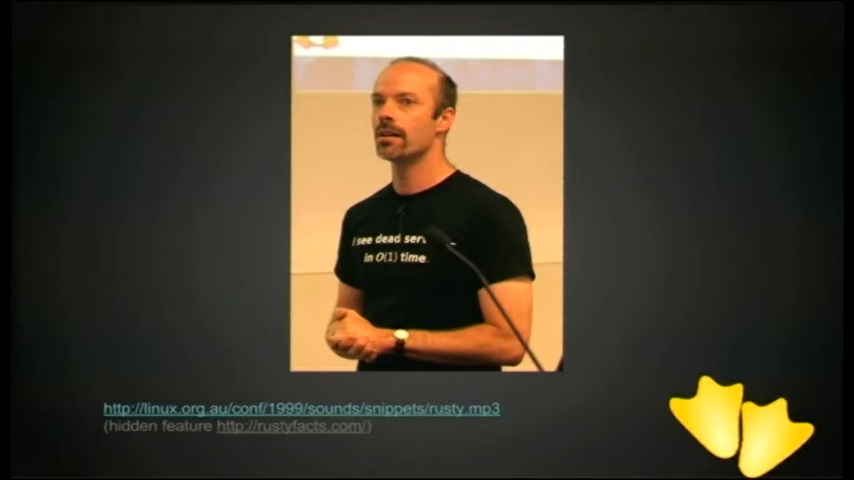 I see dead
in O(1) time.
http://linux.org.au/conf/1999/sounds/snippets/rusty.mp3
(hidden feature http://rustyfacts.com/)